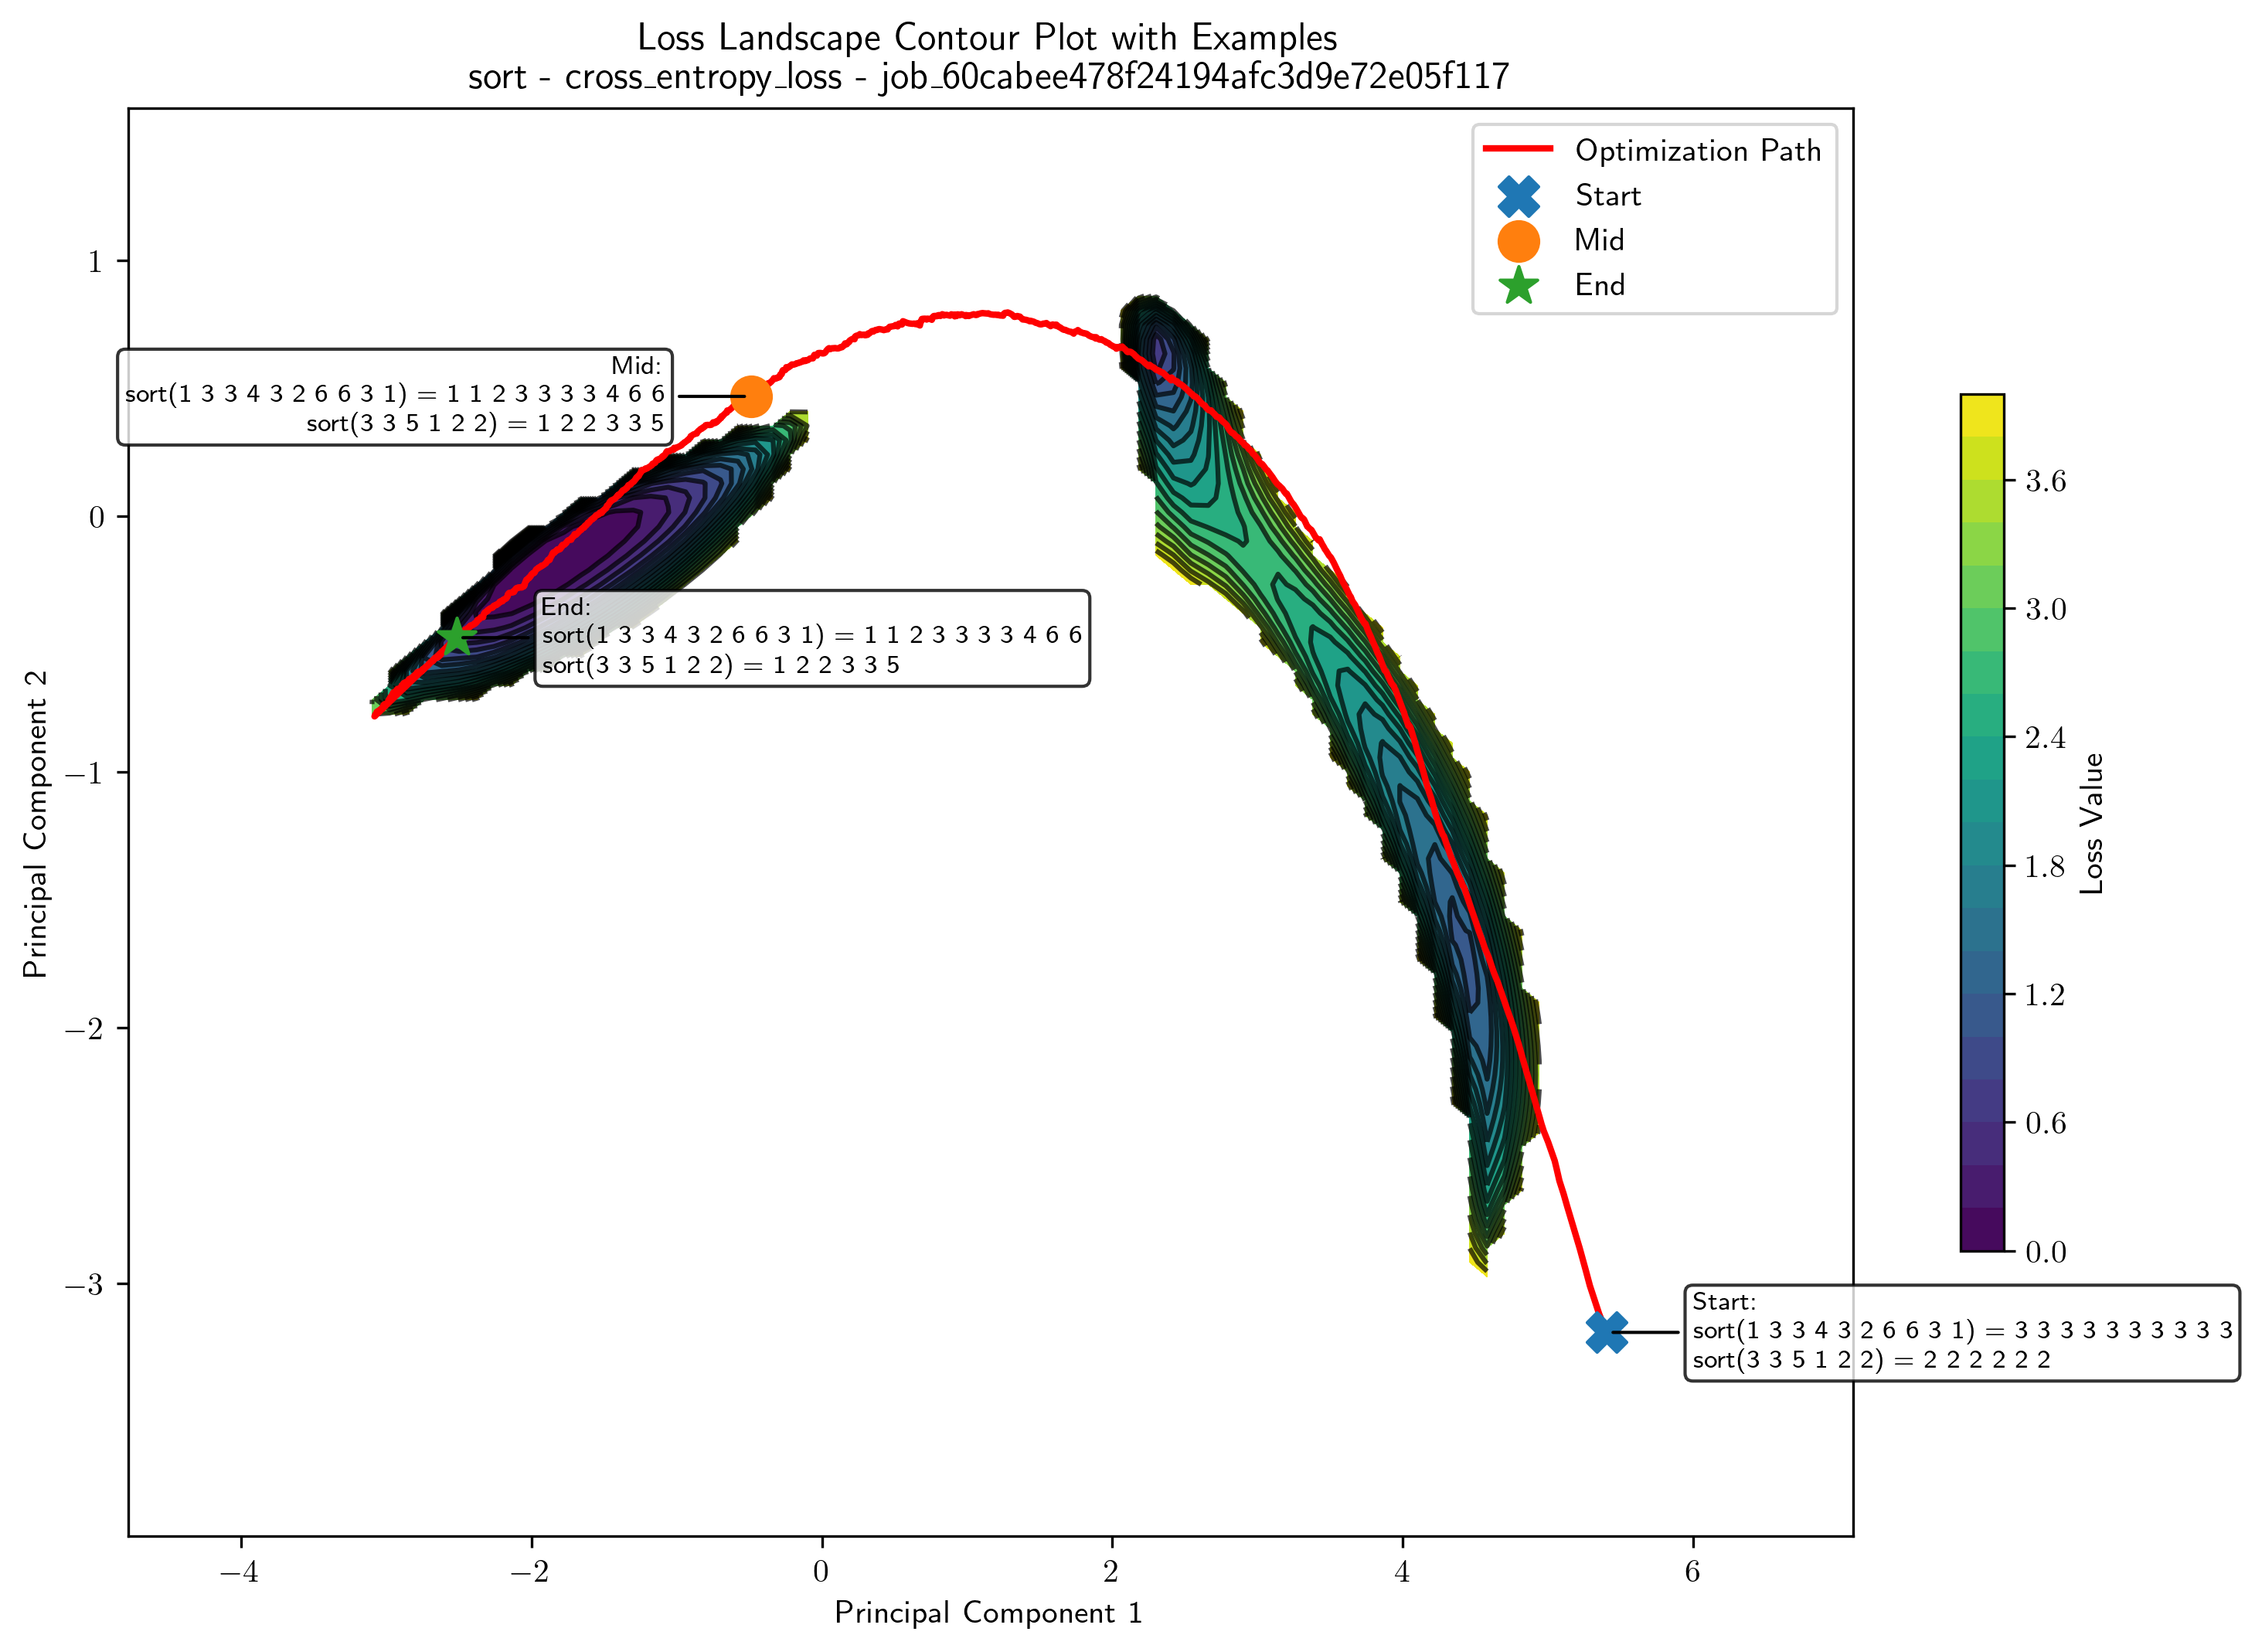 Loss Landscape Contour Plot with Examples
sort - cross_entropy_loss - job_60cabee478f24194afc3d9e72e05f117
Optimization Path
Start
Mid
End
Mid:
sort(1 3 3 4 3 2 6 6 3 1) = 1 1 2 3 3 3 3 4 6 6
sort(3 3 5 1 2 2) = 1 2 2 3 3 5
End:
sort(1 3 3 4 3 2 6 6 3 1) = 1 1 2 3 3 3 3 4 6 6
sort(3 3 5 1 2 2) = 1 2 2 3 3 5
Start:
sort(1 3 3 4 3 2 6 6 3 1) = 3 3 3 3 3 3 3 3 3 3
sort(3 3 5 1 2 2) = 2 2 2 2 2 2
1
0
−1
−2
−3
Principal Component 2
−4
−2
0
2
4
6
Principal Component 1
3.6
3.0
2.4
1.8
1.2
0.6
0.0
Loss Value